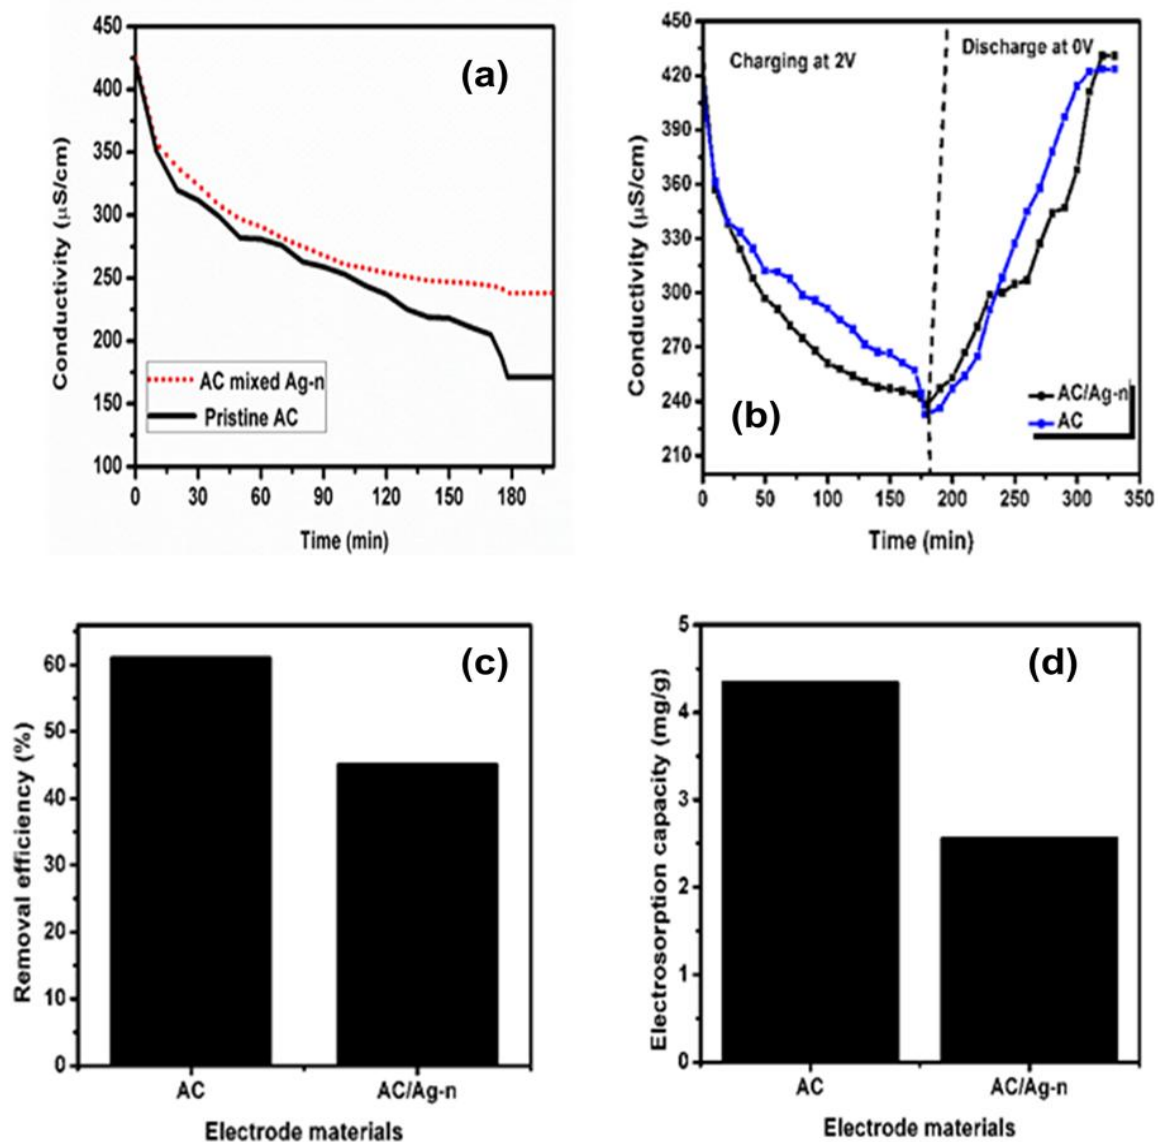 (a)
450
400
350
300
250
200
150
100
Conductivity (µS/cm)
AC mixed Ag-n
Pristine AC
0 30 60 90 120 150 180
Time (min)
(b)
450
420
390
360
330
300
270
240
210
Conductivity (µS/cm)
Charging at 2V
Discharge at 0V
AC/Ag-n
AC
0 50 100 150 200 250 300 350
Time (min)
(c)
60
50
40
30
20
10
0
Removal efficiency (%)
AC AC/Ag-n
Electrode materials
(d)
5
4
3
2
1
0
Electrosorption capacity (mg/g)
AC AC/Ag-n
Electrode materials